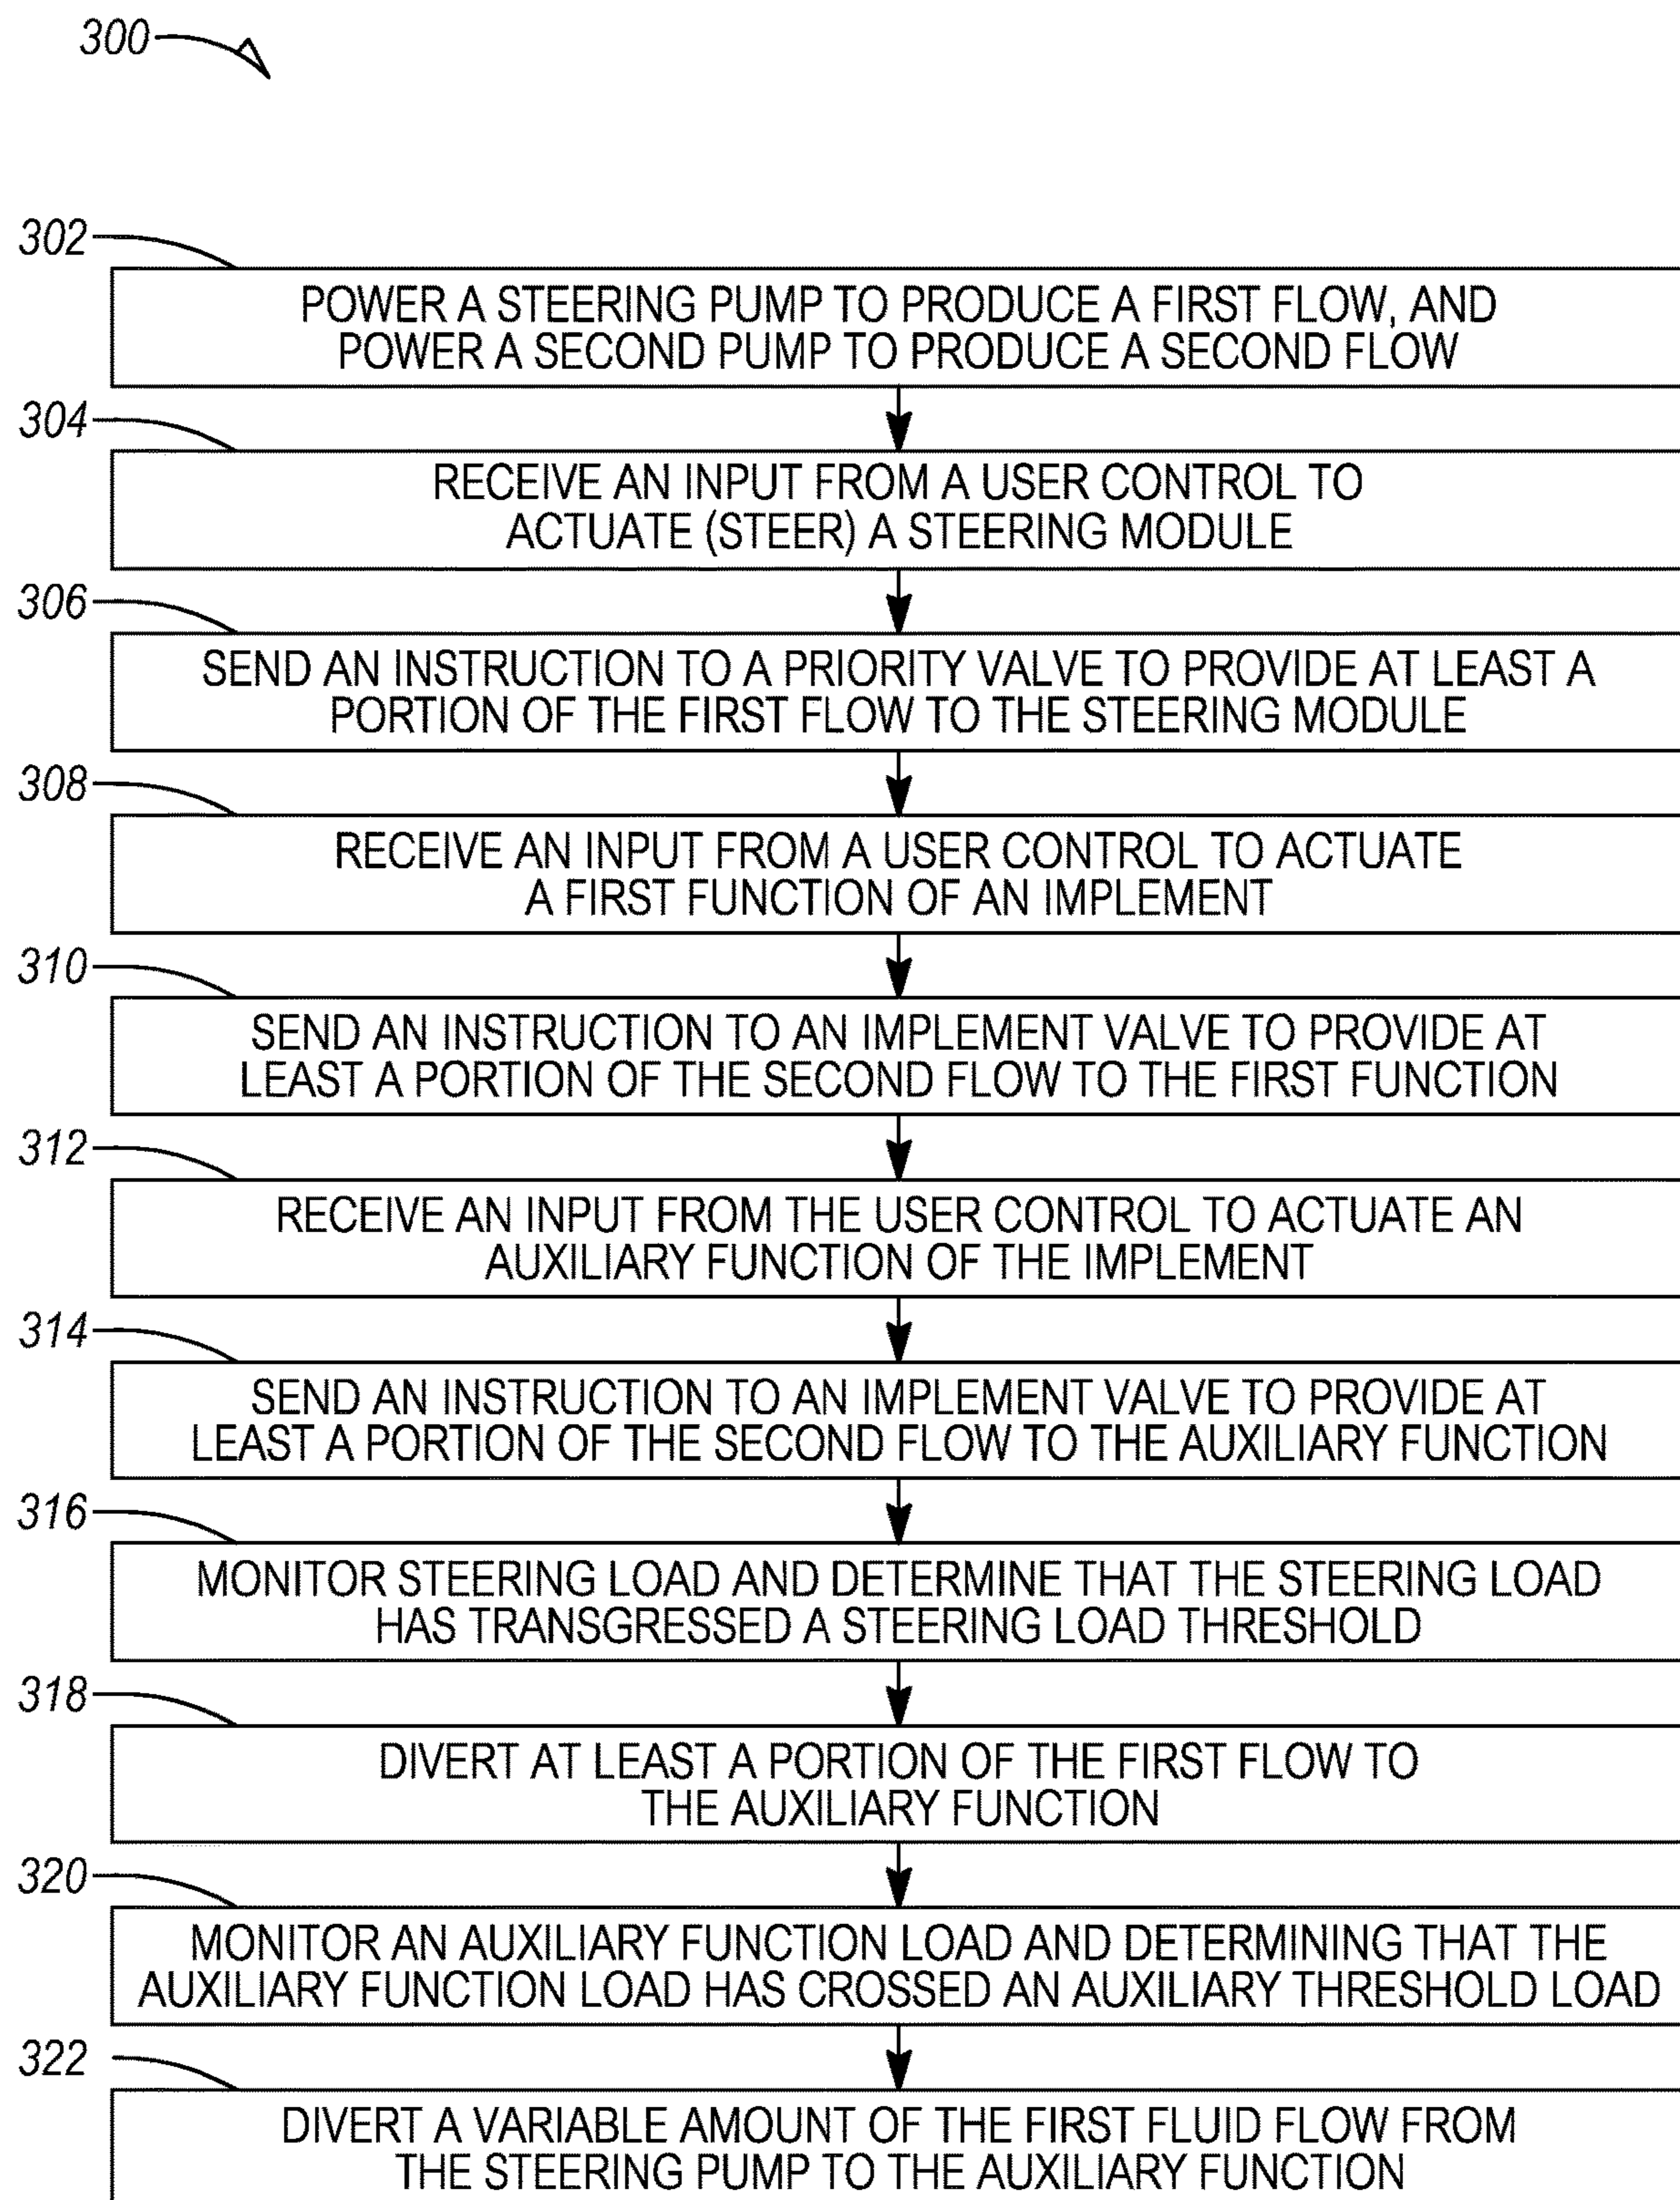 300
302
POWER A STEERING PUMP TO PRODUCE A FIRST FLOW, AND
POWER A SECOND PUMP TO PRODUCE A SECOND FLOW
304
RECEIVE AN INPUT FROM A USER CONTROL TO
ACTUATE (STEER) A STEERING MODULE
306
SEND AN INSTRUCTION TO A PRIORITY VALVE TO PROVIDE AT LEAST A
PORTION OF THE FIRST FLOW TO THE STEERING MODULE
308
RECEIVE AN INPUT FROM A USER CONTROL TO ACTUATE
A FIRST FUNCTION OF AN IMPLEMENT
310
SEND AN INSTRUCTION TO AN IMPLEMENT VALVE TO PROVIDE AT
LEAST A PORTION OF THE SECOND FLOW TO THE FIRST FUNCTION
312
RECEIVE AN INPUT FROM THE USER CONTROL TO ACTUATE AN
AUXILIARY FUNCTION OF THE IMPLEMENT
314
SEND AN INSTRUCTION TO AN IMPLEMENT VALVE TO PROVIDE AT
LEAST A PORTION OF THE SECOND FLOW TO THE AUXILIARY FUNCTION
316
MONITOR STEERING LOAD AND DETERMINE THAT THE STEERING LOAD
HAS TRANSGRESSED A STEERING LOAD THRESHOLD
318
DIVERT AT LEAST A PORTION OF THE FIRST FLOW TO
THE AUXILIARY FUNCTION
320
MONITOR AN AUXILIARY FUNCTION LOAD AND DETERMINING THAT THE
AUXILIARY FUNCTION LOAD HAS CROSSED AN AUXILIARY THRESHOLD LOAD
322
DIVERT A VARIABLE AMOUNT OF THE FIRST FLUID FLOW FROM
THE STEERING PUMP TO THE AUXILIARY FUNCTION